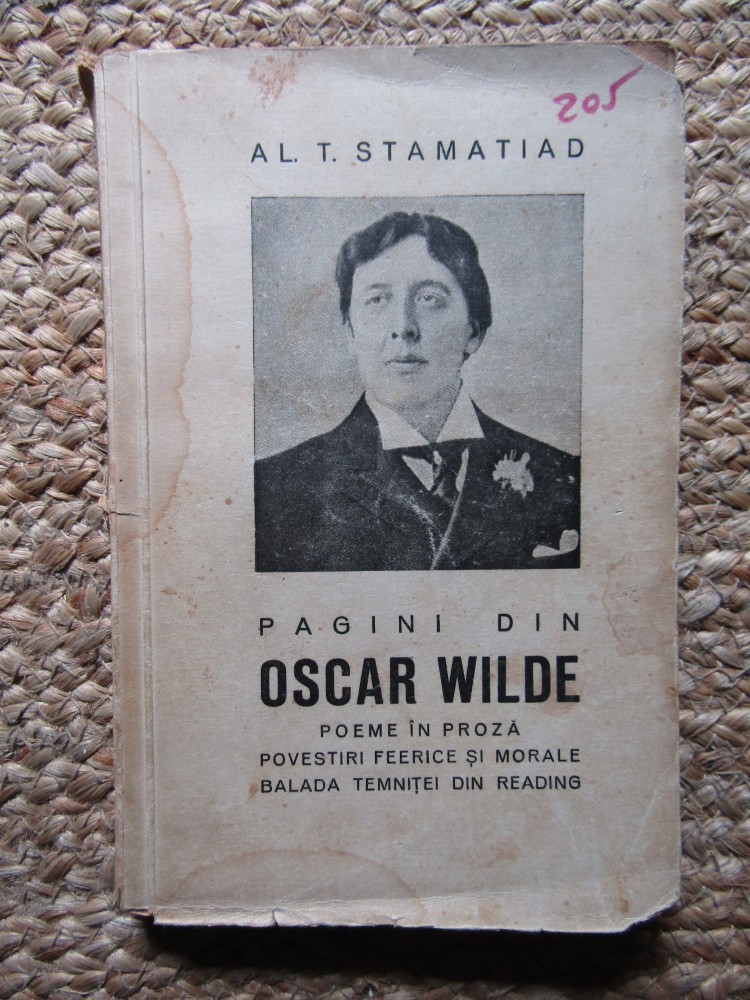 205
AL. T. STAMATIAD
PAGINI DIN
OSCAR WILDE
POEME ÎN PROZĂ
POVESTIRI FEERICE ȘI MORALE
BALADA TEMNIȚEI DIN READING